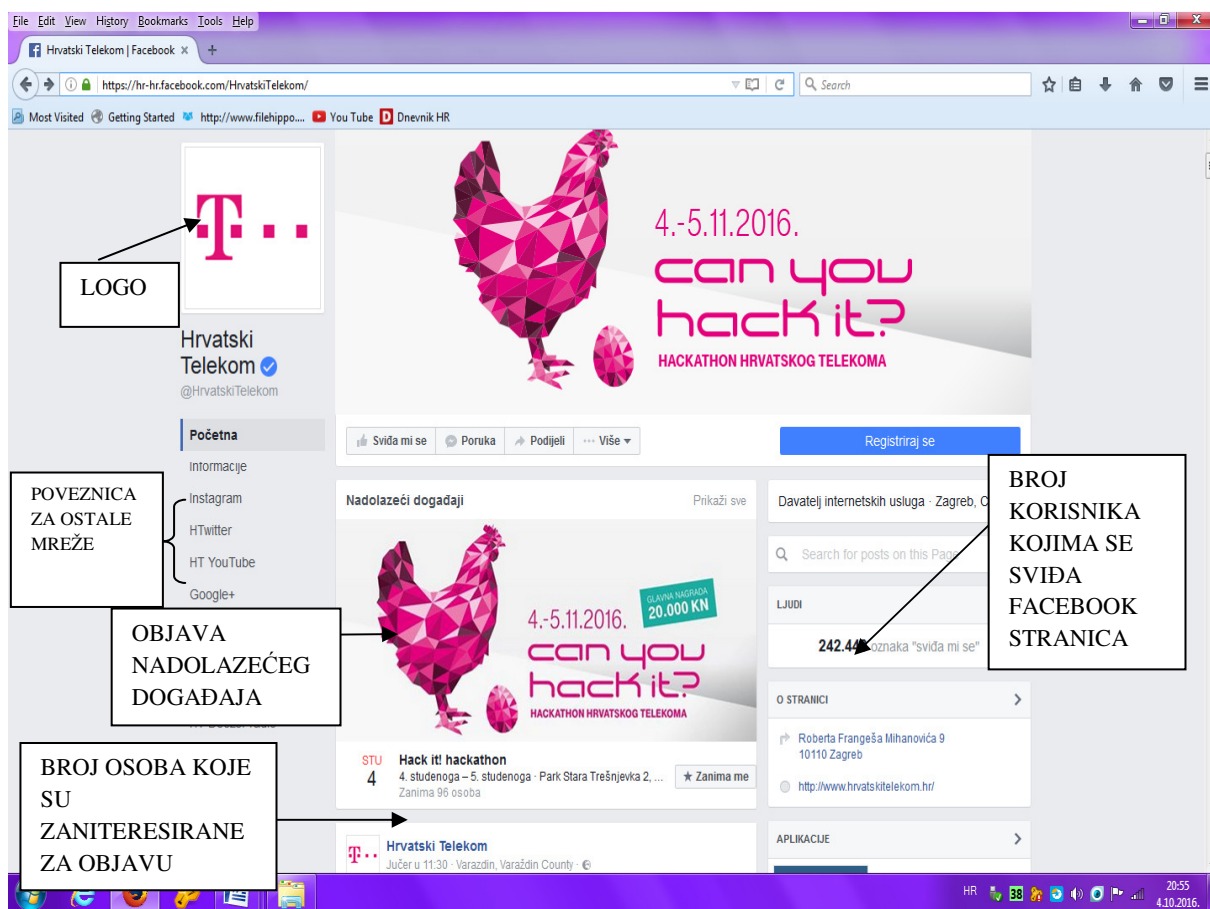 File Edit View History Bookmarks Tools Help
Hrvatski Telekom | Facebook
https://hr-hr.facebook.com/HrvatskiTelekom/
Search
Most Visited Getting Started http://www.filehippo.... You Tube Dnevnik HR
T
LOGO
Hrvatski
Telekom
@HrvatskiTelekom
4.-5.11.2016.
can you
hack it?
HACKATHON HRVATSKOG TELEKOMA
Početna
Informacije
Instagram
HTwitter
HT YouTube
Google+
POVEZNICA
ZA OSTALE
MREŽE
Sviđa mi se Poruka Podijeli Više
Registriraj se
Nadolazeći događaji Prikaži sve
4.-5.11.2016.
GLAVNA NAGRADA
20.000 KN
can you
hack it?
HACKATHON HRVATSKOG TELEKOMA
OBJAVA
NADOLAZEĆEG
DOGAĐAJA
STU
4
Hack it! hackathon
4. studenoga – 5. studenoga · Park Stara Trešnjevka 2, ...
Zanima 96 osoba
Zanima me
BROJ OSOBA KOJE
SU
ZANITERESIRANE
ZA OBJAVU
Hrvatski Telekom
Jučer u 11:30 · Varazdin, Varaždin County ·
Davatelj internetskih usluga · Zagreb,
Search for posts on this Page
LJUDI
oznaka "sviđa mi se"
BROJ
KORISNIKA
KOJIMA SE
SVIĐA
FACEBOOK
STRANICA
O STRANICI
Roberta Frangeša Mihanovića 9
10110 Zagreb
http://www.hrvatskitelekom.hr/
APLIKACIJE
HR 38 20:55
4.10.2016.